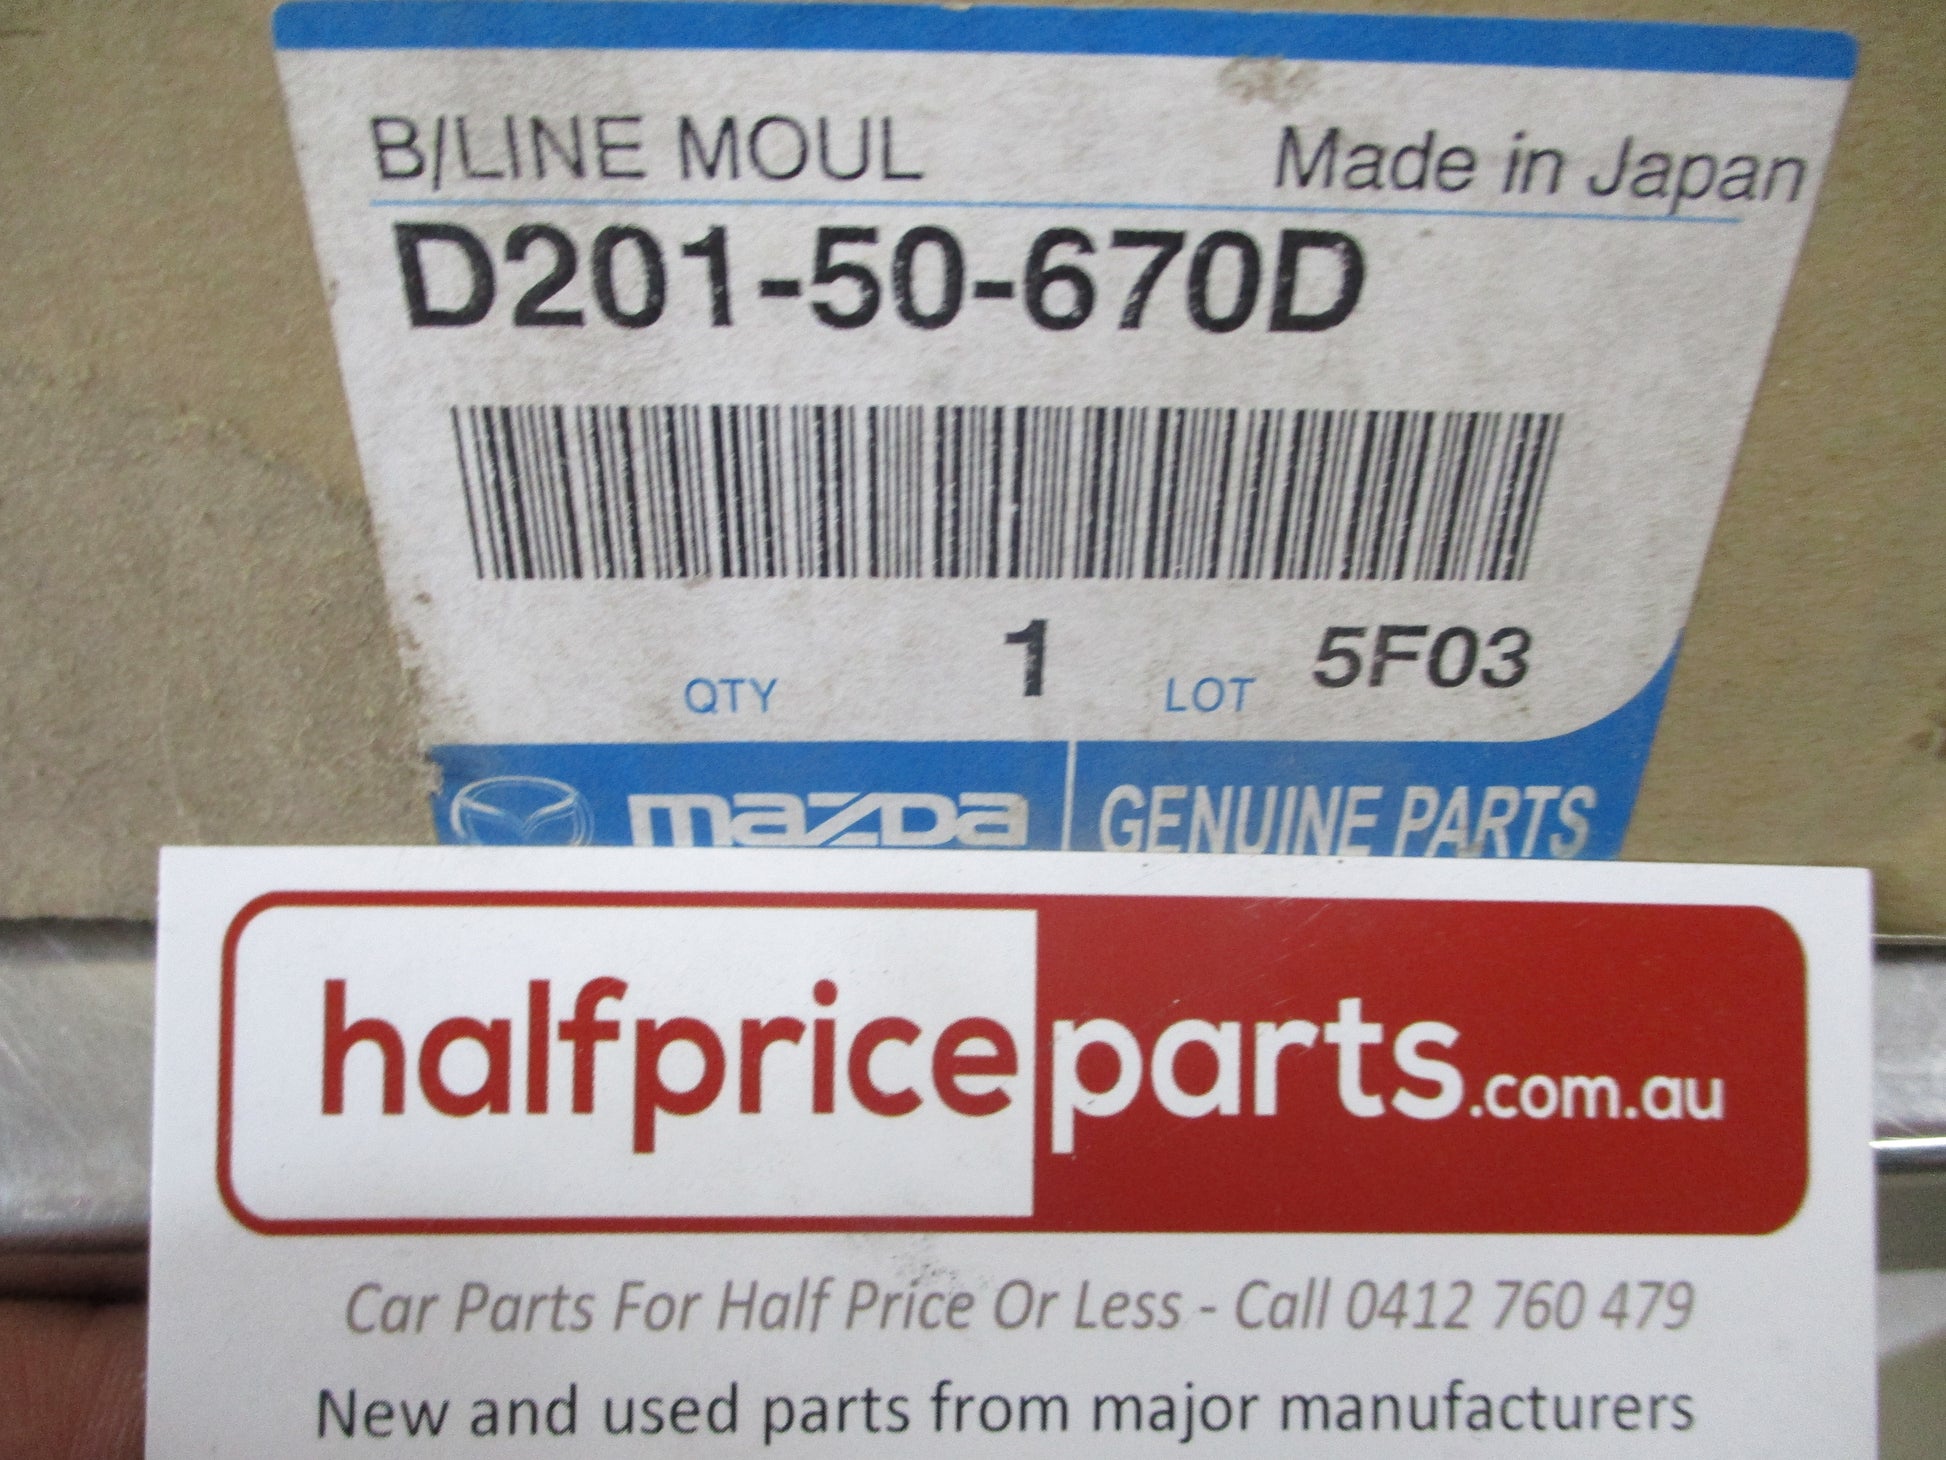 B/LINE MOUL Made in Japan
D201-50-670D
QTY 1 LOT 5F03
mazda GENUINE PARTS
halfpriceparts.com.au
Car Parts For Half Price Or Less - Call 0412 760 479
New and used parts from major manufacturers